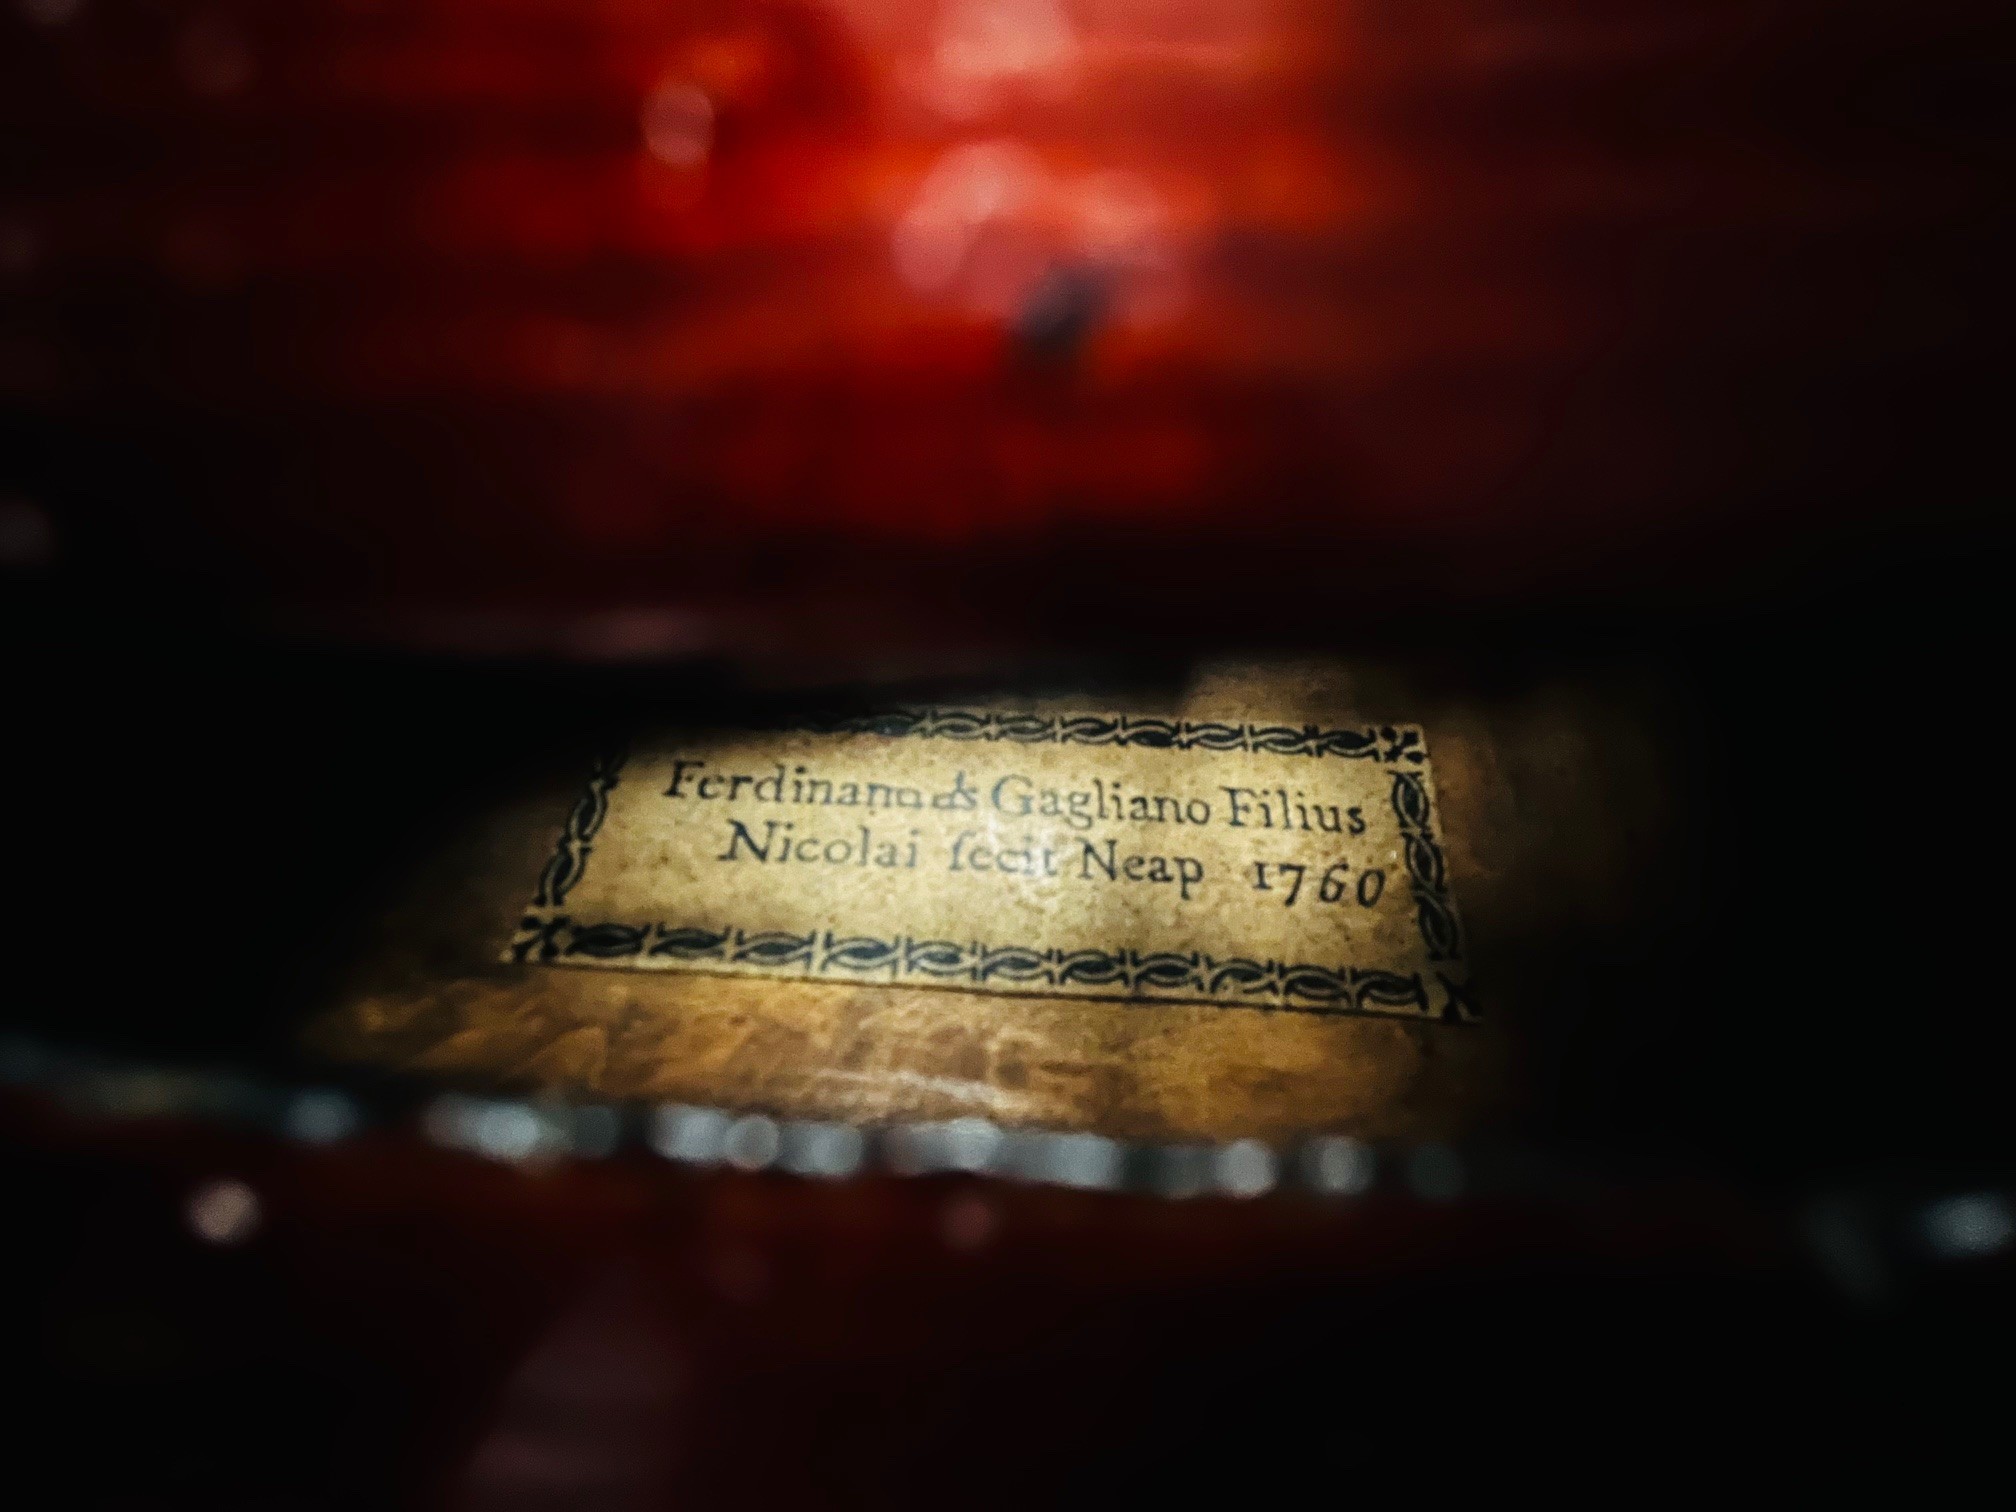 Ferdinandus Gagliano Filius
Nicolai fecit Neap 1760